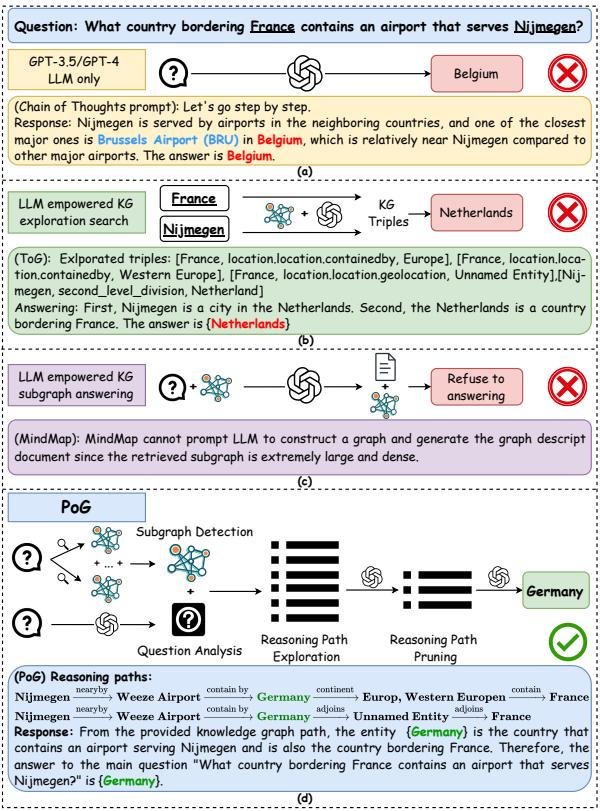 Question: What country bordering France contains an airport that serves Nijmegen?
GPT-3.5/GPT-4
LLM only
?
Belgium
(Chain of Thoughts prompt): Let's go step by step.
Response: Nijmegen is served by airports in the neighboring countries, and one of the closest
major ones is Brussels Airport (BRU) in Belgium, which is relatively near Nijmegen compared to
other major airports. The answer is Belgium.
(a)
LLM empowered KG
exploration search
France
Nijmegen
+
KG
Triples
Netherlands
(ToG): Exlporated triples: [France, location.location.containedby, Europe], [France, location.loca-
tion.containedby, Western Europe], [France, location.location.geolocation, Unnamed Entity],[Nij-
megen, second_level_division, Netherland]
Answering: First, Nijmegen is a city in the Netherlands. Second, the Netherlands is a country
bordering France. The answer is {Netherlands}
(b)
LLM empowered KG
subgraph answering
?
+
+
Refuse to
answering
(MindMap): MindMap cannot prompt LLM to construct a graph and generate the graph descript
document since the retrieved subgraph is extremely large and dense.
(c)
PoG
Subgraph Detection
?
+ ... +
+
?
?
Question Analysis
Reasoning Path
Exploration
Reasoning Path
Pruning
Germany
(PoG) Reasoning paths:
Nijmegen nearyby Weeze Airport contain by Germany continent Europ, Western Europen contain France
Nijmegen nearyby Weeze Airport contain by Germany adjoins Unnamed Entity adjoins France
Response: From the provided knowledge graph path, the entity {Germany} is the country that
contains an airport serving Nijmegen and is also the country bordering France. Therefore, the
answer to the main question "What country bordering France contains an airport that serves
Nijmegen?" is {Germany}.
(d)